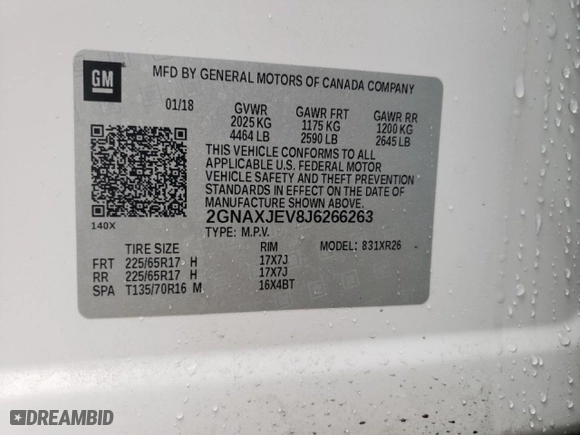 GM
MFD BY GENERAL MOTORS OF CANADA COMPANY
01/18 GVWR GAWR FRT GAWR RR
2025 KG 1175 KG 1200 KG
4464 LB 2590 LB 2645 LB
THIS VEHICLE CONFORMS TO ALL
APPLICABLE U.S. FEDERAL MOTOR
VEHICLE SAFETY AND THEFT PREVENTION
STANDARDS IN EFFECT ON THE DATE OF
MANUFACTURE SHOWN ABOVE.
140X
2GNAXJEV8J6266263
TYPE: M.P.V.
TIRE SIZE RIM MODEL: 831XR26
FRT 225/65R17 H 17X7J
RR 225/65R17 H 17X7J
SPA T135/70R16 M 16X4BT
DREAMBID